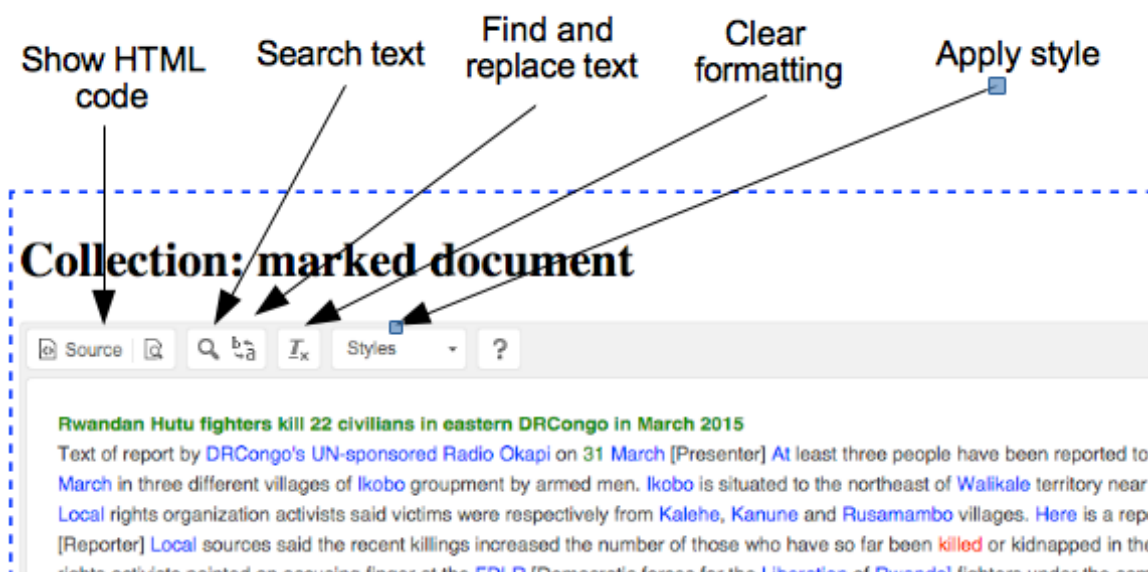 Show HTML
code
Search text
Find and
replace text
Clear
formatting
Apply style
Collection: marked document
Source
Styles
?
Rwandan Hutu fighters kill 22 civilians in eastern DRCongo in March 2015
Text of report by DRCongo's UN-sponsored Radio Okapi on 31 March [Presenter] At least three people have been reported to
March in three different villages of Ikobo groupment by armed men. Ikobo is situated to the northeast of Walikale territory near
Local rights organization activists said victims were respectively from Kalehe, Kanune and Rusamambo villages. Here is a
[Reporter] Local sources said the recent killings increased the number of those who have so far been killed or kidnapped in the